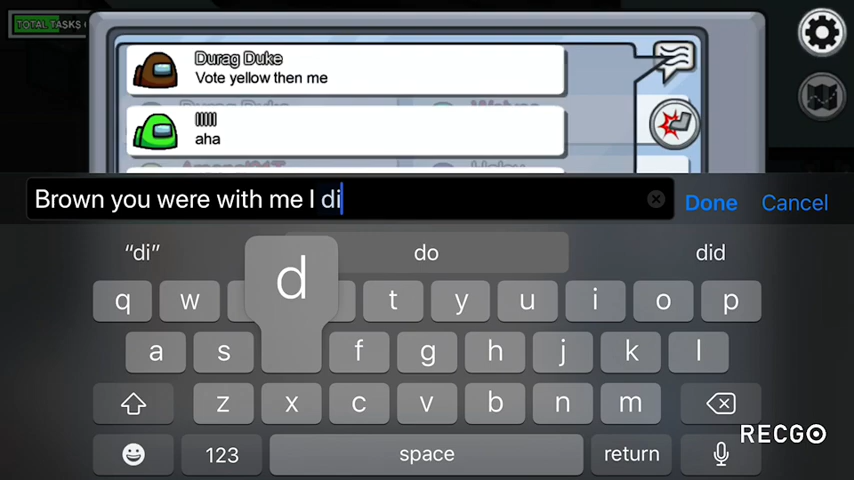 TOTAL TASKS
Durag Duke
Vote yellow then me
lllll
aha
Brown you were with me I di
Done
Cancel
“di”
do
did
d
q w t y u i o p
a s f g h j k l
z x c v b n m
123
space
return
RECGO